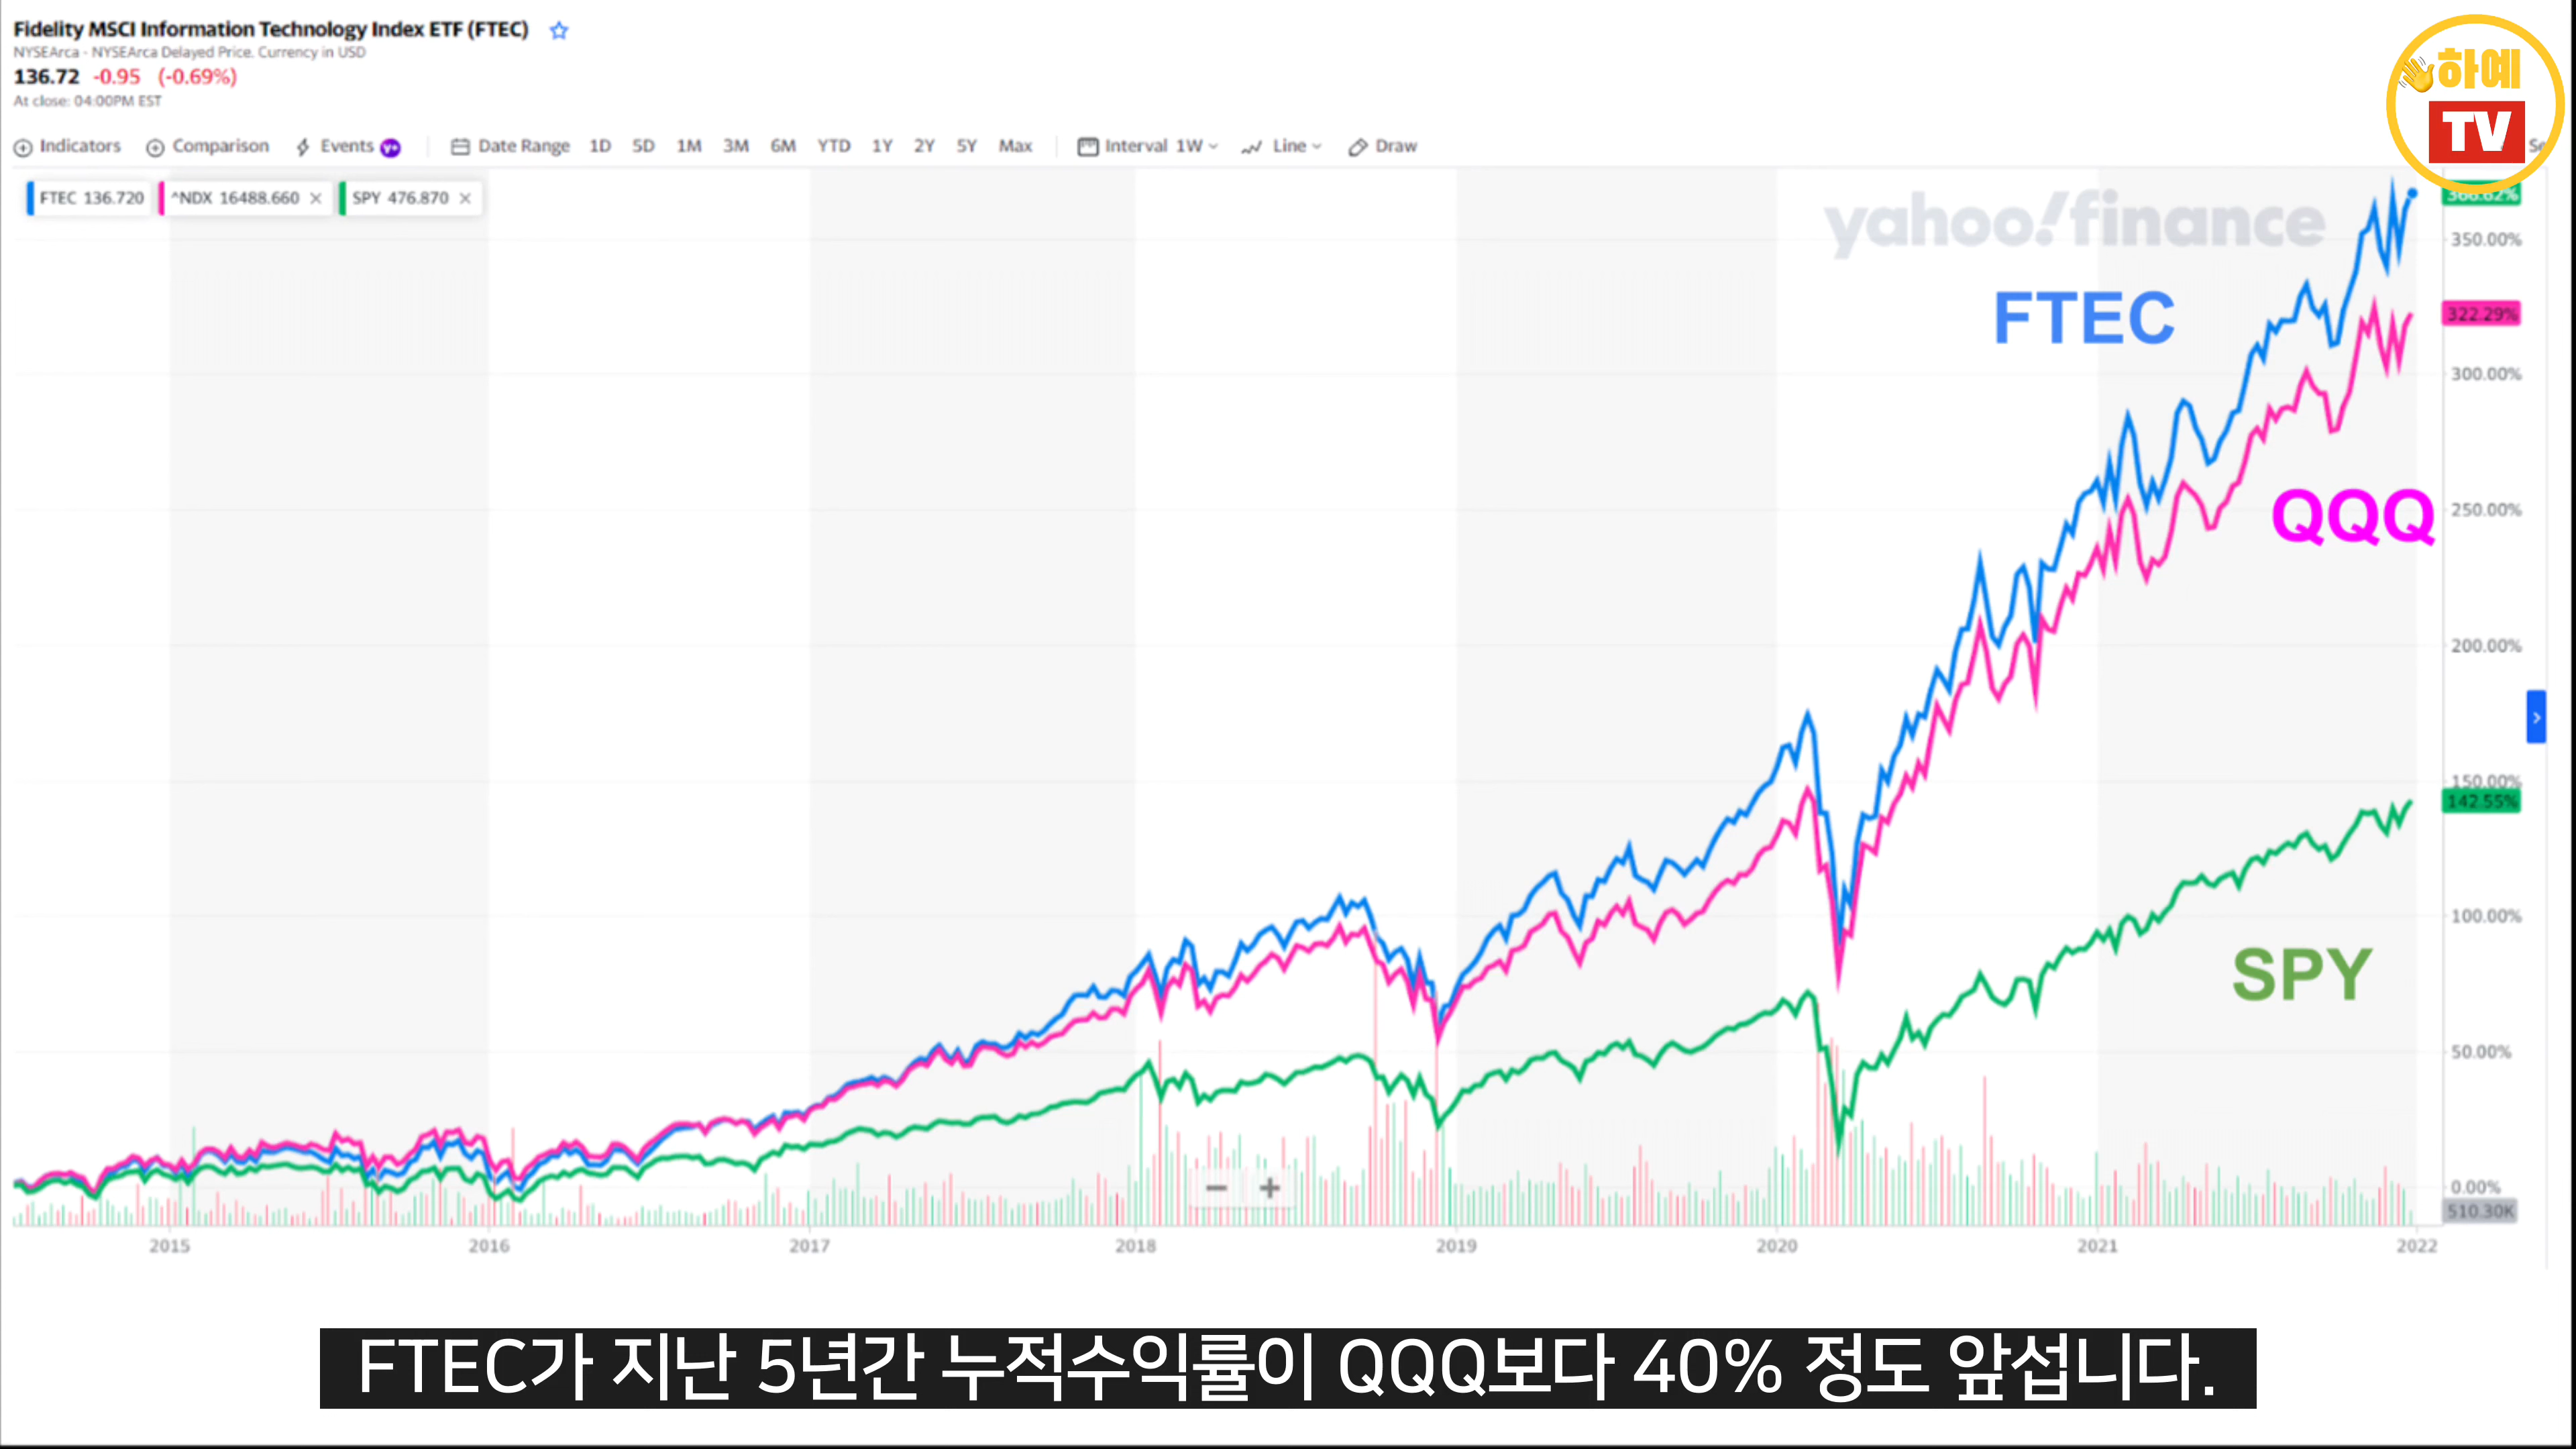 Fidelity MSCI Information Technology Index ETF (FTEC)
NYSEArca - NYSEArca Delayed Price. Currency in USD
136.72 -0.95 (-0.69%)
At close: 04:00PM EST
하예
TV
Indicators Comparison Events Y+ Date Range 1D 5D 1M 3M 6M YTD 1Y 2Y 5Y Max Interval 1W Line Draw Se
FTEC 136.720 ^NDX 16488.660 × SPY 476.870 ×
yahoo!finance
350.00%
FTEC
322.29%
300.00%
QQQ
250.00%
200.00%
150.00%
142.55%
100.00%
SPY
50.00%
0.00%
510.30K
2015 2016 2017 2018 2019 2020 2021 2022
FTEC가 지난 5년간 누적수익률이 QQQ보다 40% 정도 앞섭니다.